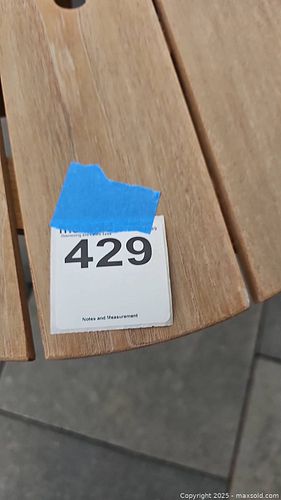 429
Notes and Measurement
Copyright © 2025 - maxsold.com